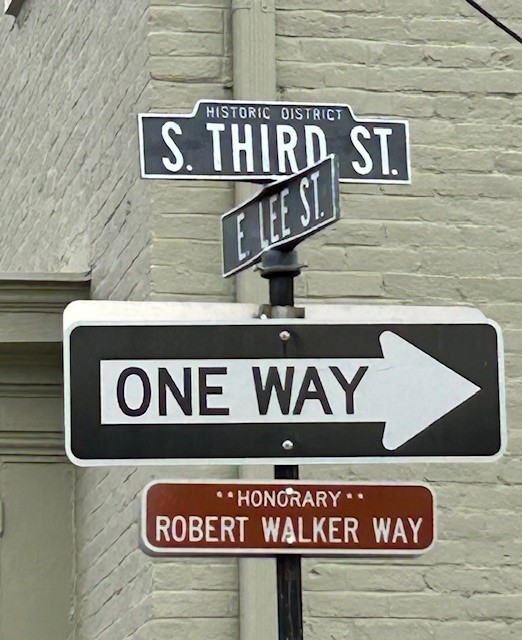 HISTORIC DISTRICT
S. THIRD ST.
E. LEE ST.
ONE WAY
**HONORARY**
ROBERT WALKER WAY